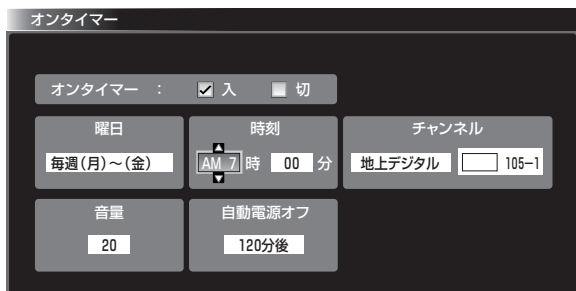 オンタイマー
オンタイマー : 入 切
曜日
毎週(月)~(金)
時刻
AM 7 時 00 分
チャンネル
地上デジタル 105-1
音量
20
自動電源オフ
120分後